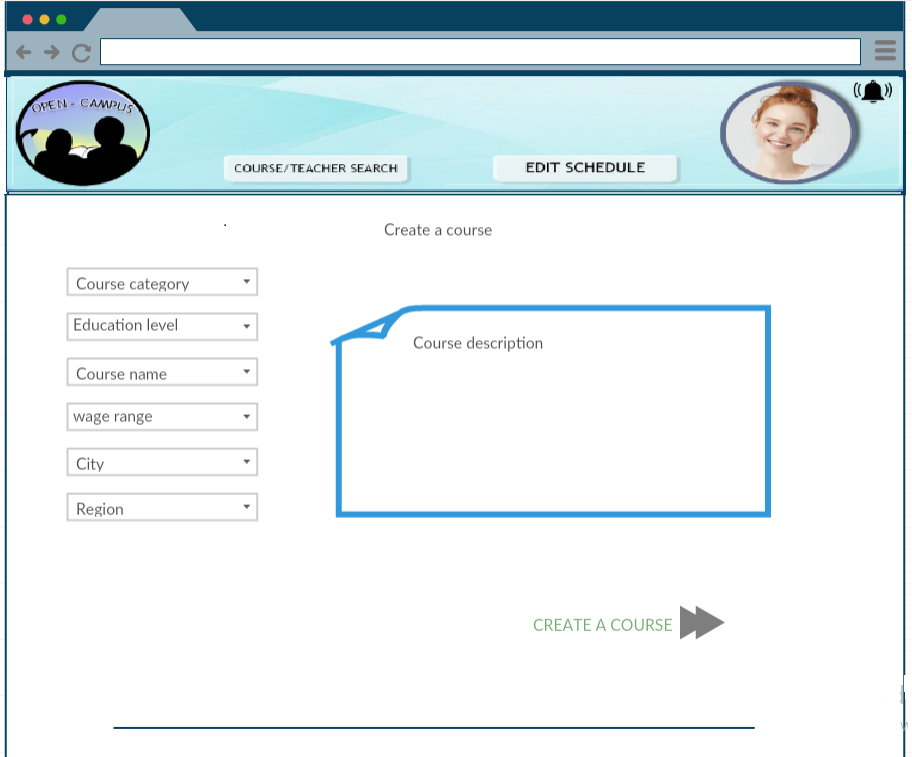 OPEN - CAMPUS
COURSE/TEACHER SEARCH
EDIT SCHEDULE
Create a course
Course category
Education level
Course name
wage range
City
Region
Course description
CREATE A COURSE